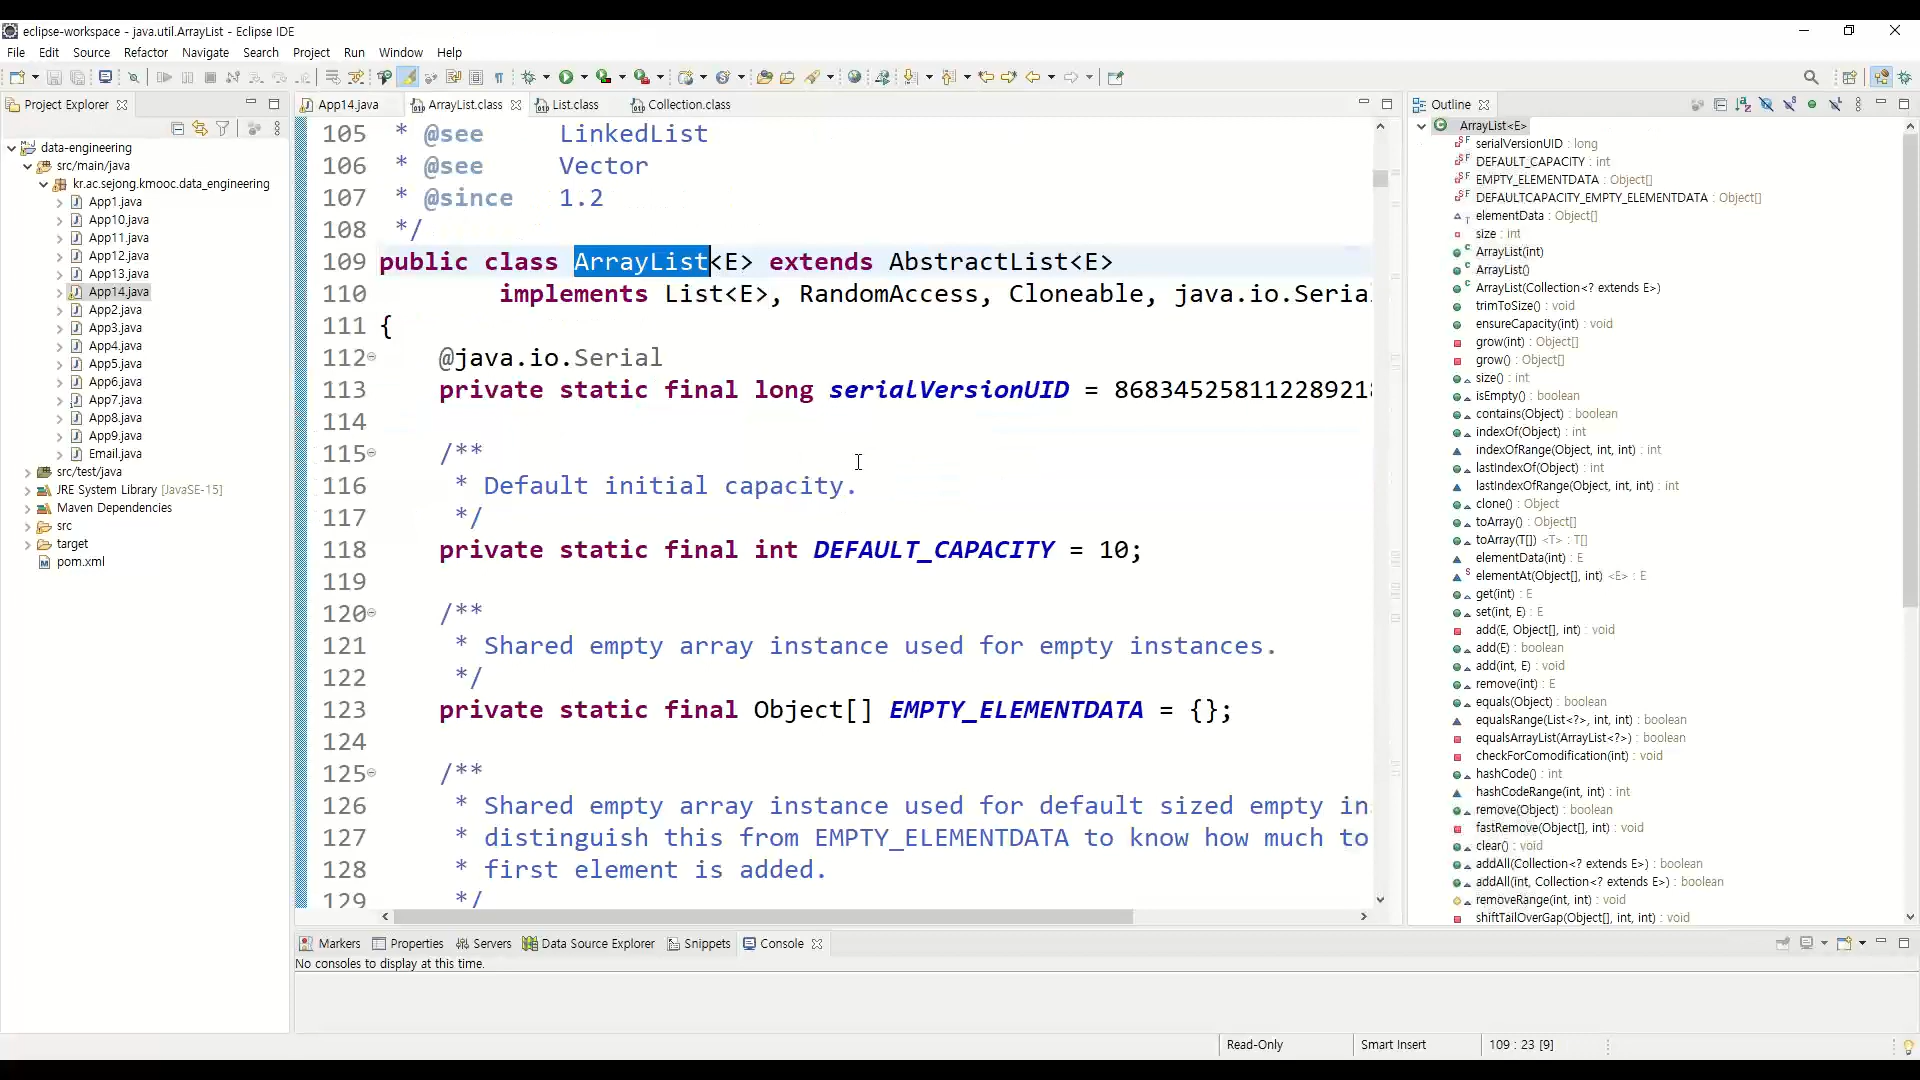 eclipse-workspace - java.util.ArrayList - Eclipse IDE
File Edit Source Refactor Navigate Search Project Run Window Help
Project Explorer
data-engineering
src/main/java
kr.ac.sejong.kmooc.data_engineering
App1.java
App10.java
App11.java
App12.java
App13.java
App14.java
App2.java
App3.java
App4.java
App5.java
App6.java
App7.java
App8.java
App9.java
Email.java
src/test/java
JRE System Library [JavaSE-15]
Maven Dependencies
src
target
pom.xml
App14.java ArrayList.class List.class Collection.class
105 * @see LinkedList
106 * @see Vector
107 * @since 1.2
108 */
109 public class ArrayList<E> extends AbstractList<E>
110 implements List<E>, RandomAccess, Cloneable, java.io.Seria
111 {
112 @java.io.Serial
113 private static final long serialVersionUID = 868345258112289218
114
115 /**
116 * Default initial capacity.
117 */
118 private static final int DEFAULT_CAPACITY = 10;
119
120 /**
121 * Shared empty array instance used for empty instances.
122 */
123 private static final Object[] EMPTY_ELEMENTDATA = {};
124
125 /**
126 * Shared empty array instance used for default sized empty in
127 * distinguish this from EMPTY_ELEMENTDATA to know how much to
128 * first element is added.
129 */
Outline
ArrayList<E>
serialVersionUID : long
DEFAULT_CAPACITY : int
EMPTY_ELEMENTDATA : Object[]
DEFAULTCAPACITY_EMPTY_ELEMENTDATA : Object[]
elementData : Object[]
size : int
ArrayList(int)
ArrayList()
ArrayList(Collection<? extends E>)
trimToSize() : void
ensureCapacity(int) : void
grow(int) : Object[]
grow() : Object[]
size() : int
isEmpty() : boolean
contains(Object) : boolean
indexOf(Object) : int
indexOfRange(Object, int, int) : int
lastIndexOf(Object) : int
lastIndexOfRange(Object, int, int) : int
clone() : Object
toArray() : Object[]
toArray(T[]) <T> : T[]
elementData(int) : E
elementAt(Object[], int) <E> : E
get(int) : E
set(int, E) : E
add(E, Object[], int) : void
add(E) : boolean
add(int, E) : void
remove(int) : E
equals(Object) : boolean
equalsRange(List<?>, int, int) : boolean
equalsArrayList(ArrayList<?>) : boolean
checkForComodification(int) : void
hashCode() : int
hashCodeRange(int, int) : int
remove(Object) : boolean
fastRemove(Object[], int) : void
clear() : void
addAll(Collection<? extends E>) : boolean
addAll(int, Collection<? extends E>) : boolean
removeRange(int, int) : void
shiftTailOverGap(Object[], int, int) : void
Markers Properties Servers Data Source Explorer Snippets Console
No consoles to display at this time.
Read-Only Smart Insert 109 : 23 [9]